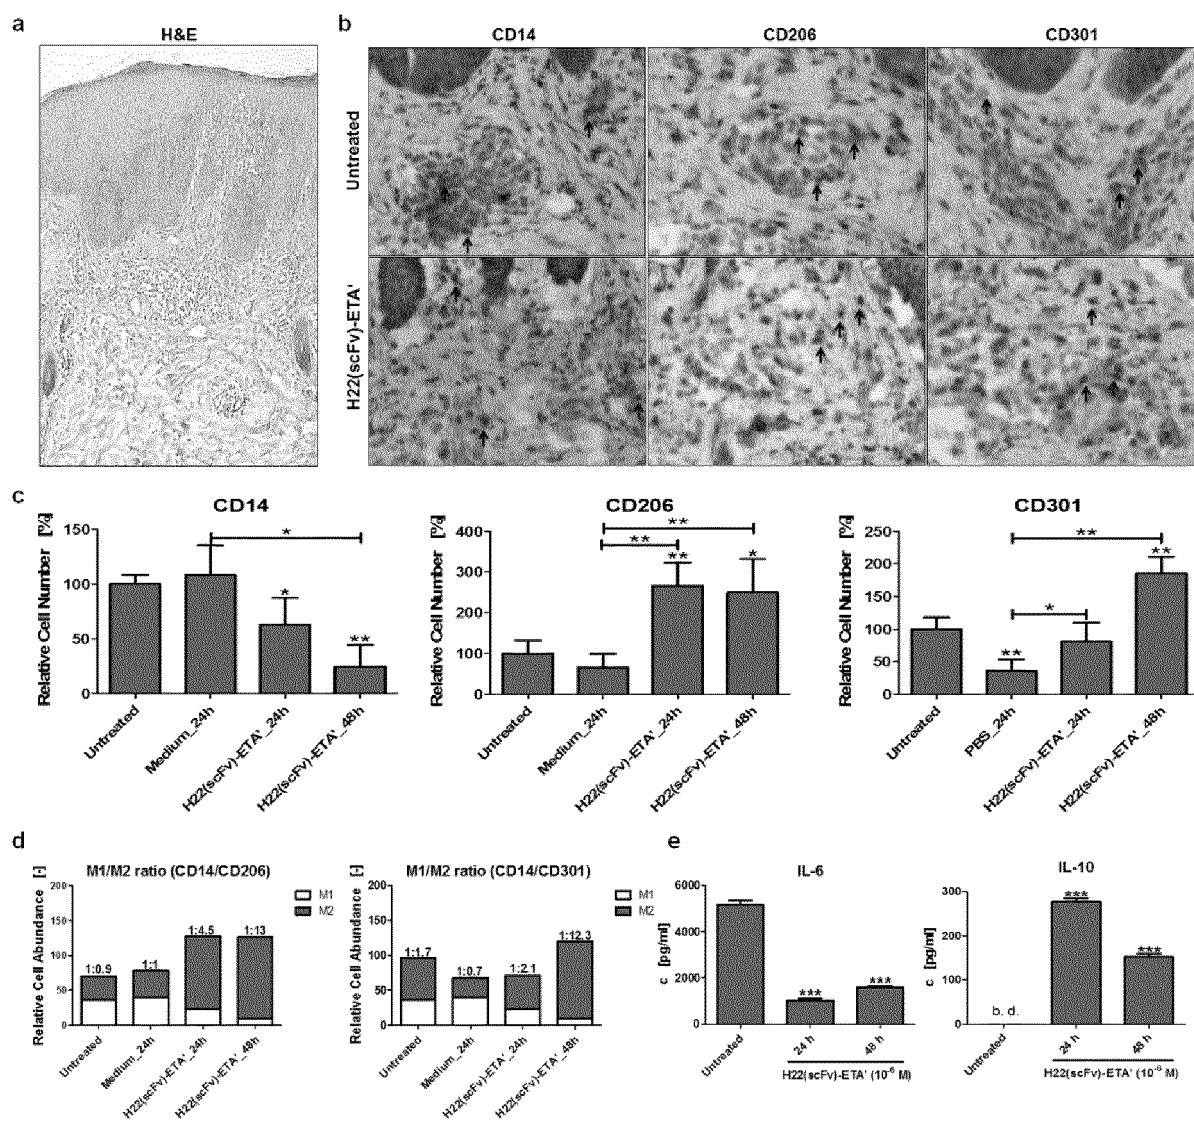 a
H&E
b
CD14
CD206
CD301
Untreated
H22(scFv)-ETA'
c
CD14
Relative Cell Number [%]
150
100
50
0
*
*
**
Untreated
Medium_24h
H22(scFv)-ETA'_24h
H22(scFv)-ETA'_48h
CD206
Relative Cell Number [%]
400
300
200
100
0
**
**
**
*
Untreated
Medium_24h
H22(scFv)-ETA'_24h
H22(scFv)-ETA'_48h
CD301
Relative Cell Number [%]
250
200
150
100
50
0
**
**
*
**
Untreated
PBS_24h
H22(scFv)-ETA'_24h
H22(scFv)-ETA'_48h
d
M1/M2 ratio (CD14/CD206)
Relative Cell Abundance [-]
200
150
100
50
0
1:0.9
1:1
1:4.5
1:13
M1
M2
Untreated
Medium_24h
H22(scFv)-ETA'_24h
H22(scFv)-ETA'_48h
M1/M2 ratio (CD14/CD301)
Relative Cell Abundance [-]
200
150
100
50
0
1:1.7
1:0.7
1:2.1
1:12.3
M1
M2
Untreated
Medium_24h
H22(scFv)-ETA'_24h
H22(scFv)-ETA'_48h
e
IL-6
c [pg/ml]
6000
4000
2000
0
***
***
Untreated
24 h
48 h
H22(scFv)-ETA' (10⁻⁶ M)
IL-10
c [pg/ml]
300
200
100
0
b. d.
***
***
Untreated
24 h
48 h
H22(scFv)-ETA' (10⁻⁶ M)